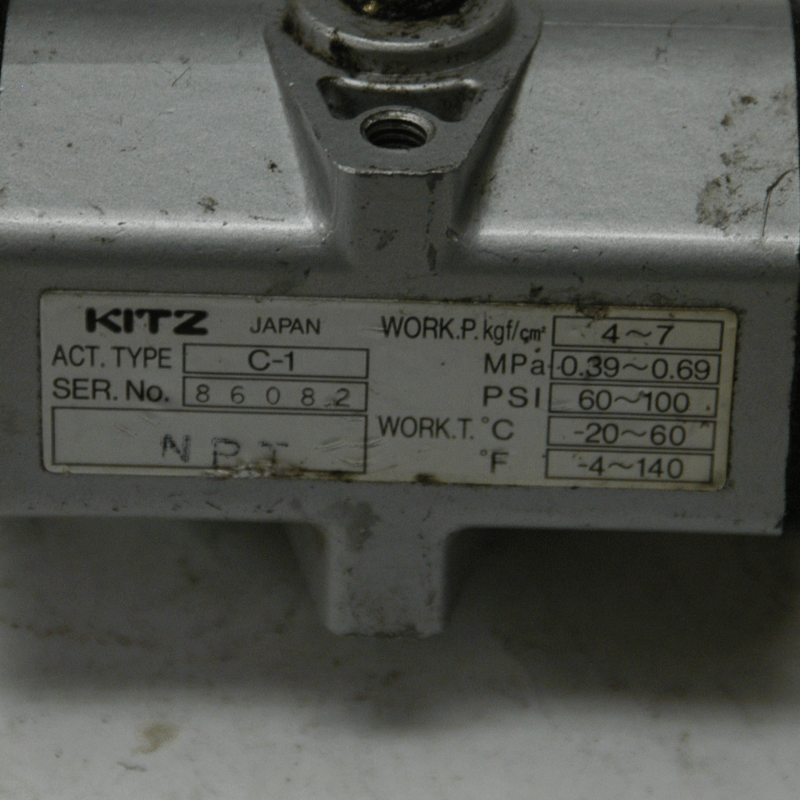 KITZ JAPAN
ACT. TYPE C-1
SER. No. 86082
NPT
WORK.P. kgf/cm² 4~7
MPa 0.39~0.69
PSI 60~100
WORK.T. °C -20~60
°F -4~140